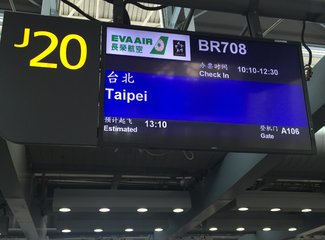 J20
EVA AIR
長榮航空
BR708
办票时间
Check In
10:10-12:30
台北
Taipei
预计起飞
Estimated
13:10
登机门
Gate
A106